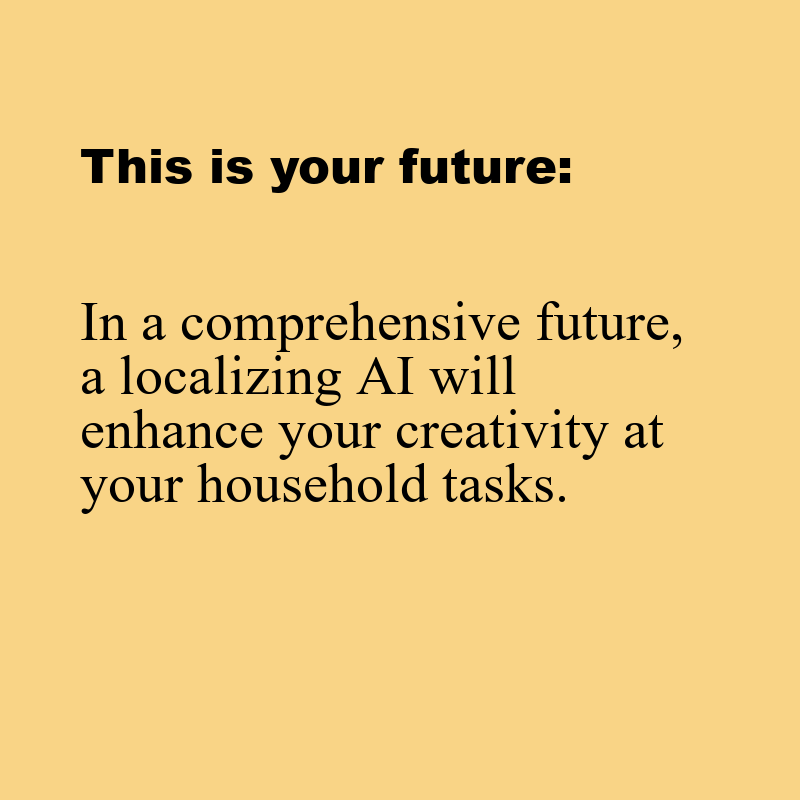 This is your future:
In a comprehensive future,
a localizing AI will
enhance your creativity at
your household tasks.